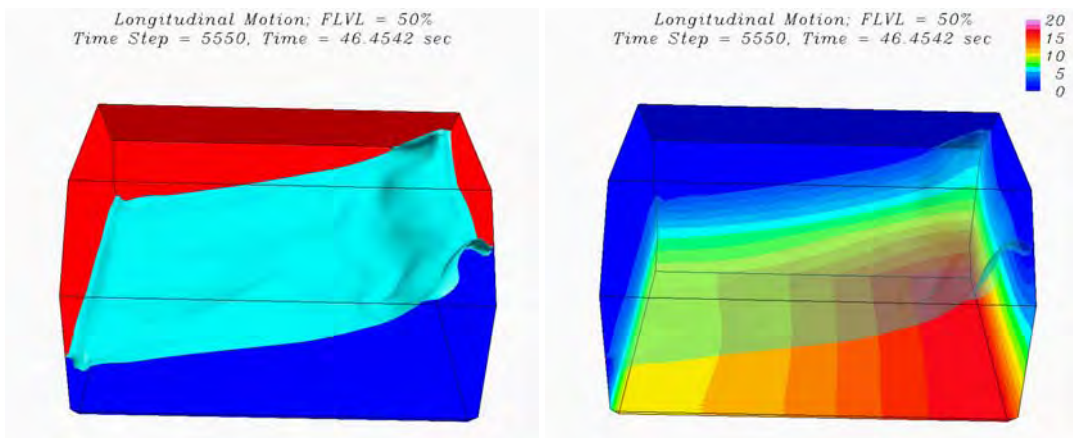 Longitudinal Motion; FLVL = 50%
Time Step = 5550, Time = 46.4542 sec
Longitudinal Motion; FLVL = 50%
Time Step = 5550, Time = 46.4542 sec
20
15
10
5
0